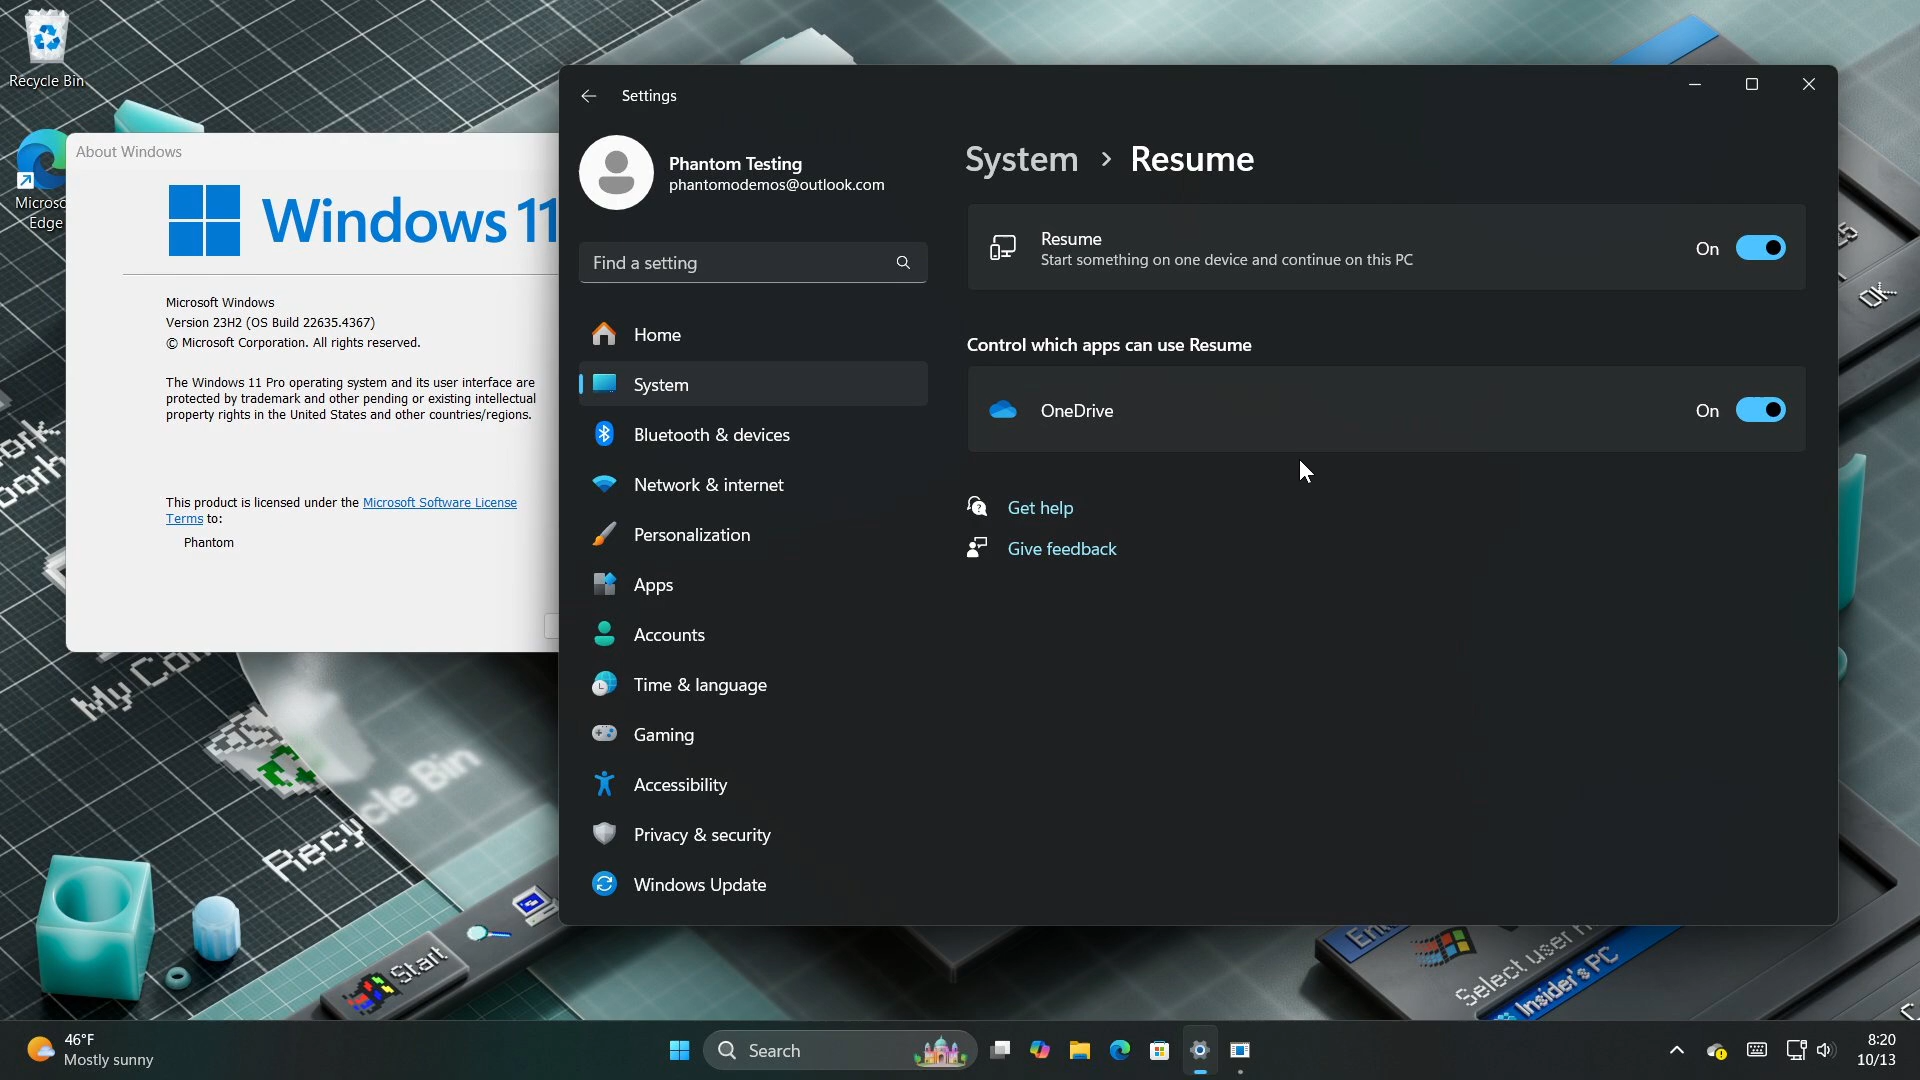 Recycle Bin
Microso
Edge
About Windows
Windows 11
Microsoft Windows
Version 23H2 (OS Build 22635.4367)
© Microsoft Corporation. All rights reserved.
The Windows 11 Pro operating system and its user interface are
protected by trademark and other pending or existing intellectual
property rights in the United States and other countries/regions.
This product is licensed under the Microsoft Software License
Terms to:
Phantom
Settings
Phantom Testing
phantomodemos@outlook.com
Find a setting
Home
System
Bluetooth & devices
Network & internet
Personalization
Apps
Accounts
Time & language
Gaming
Accessibility
Privacy & security
Windows Update
System > Resume
Resume
Start something on one device and continue on this PC
On
Control which apps can use Resume
OneDrive
On
Get help
Give feedback
OK
My Co
Recycle Bin
Start
Select user n
Insider's PC
46°F
Mostly sunny
Search
8:20
10/13